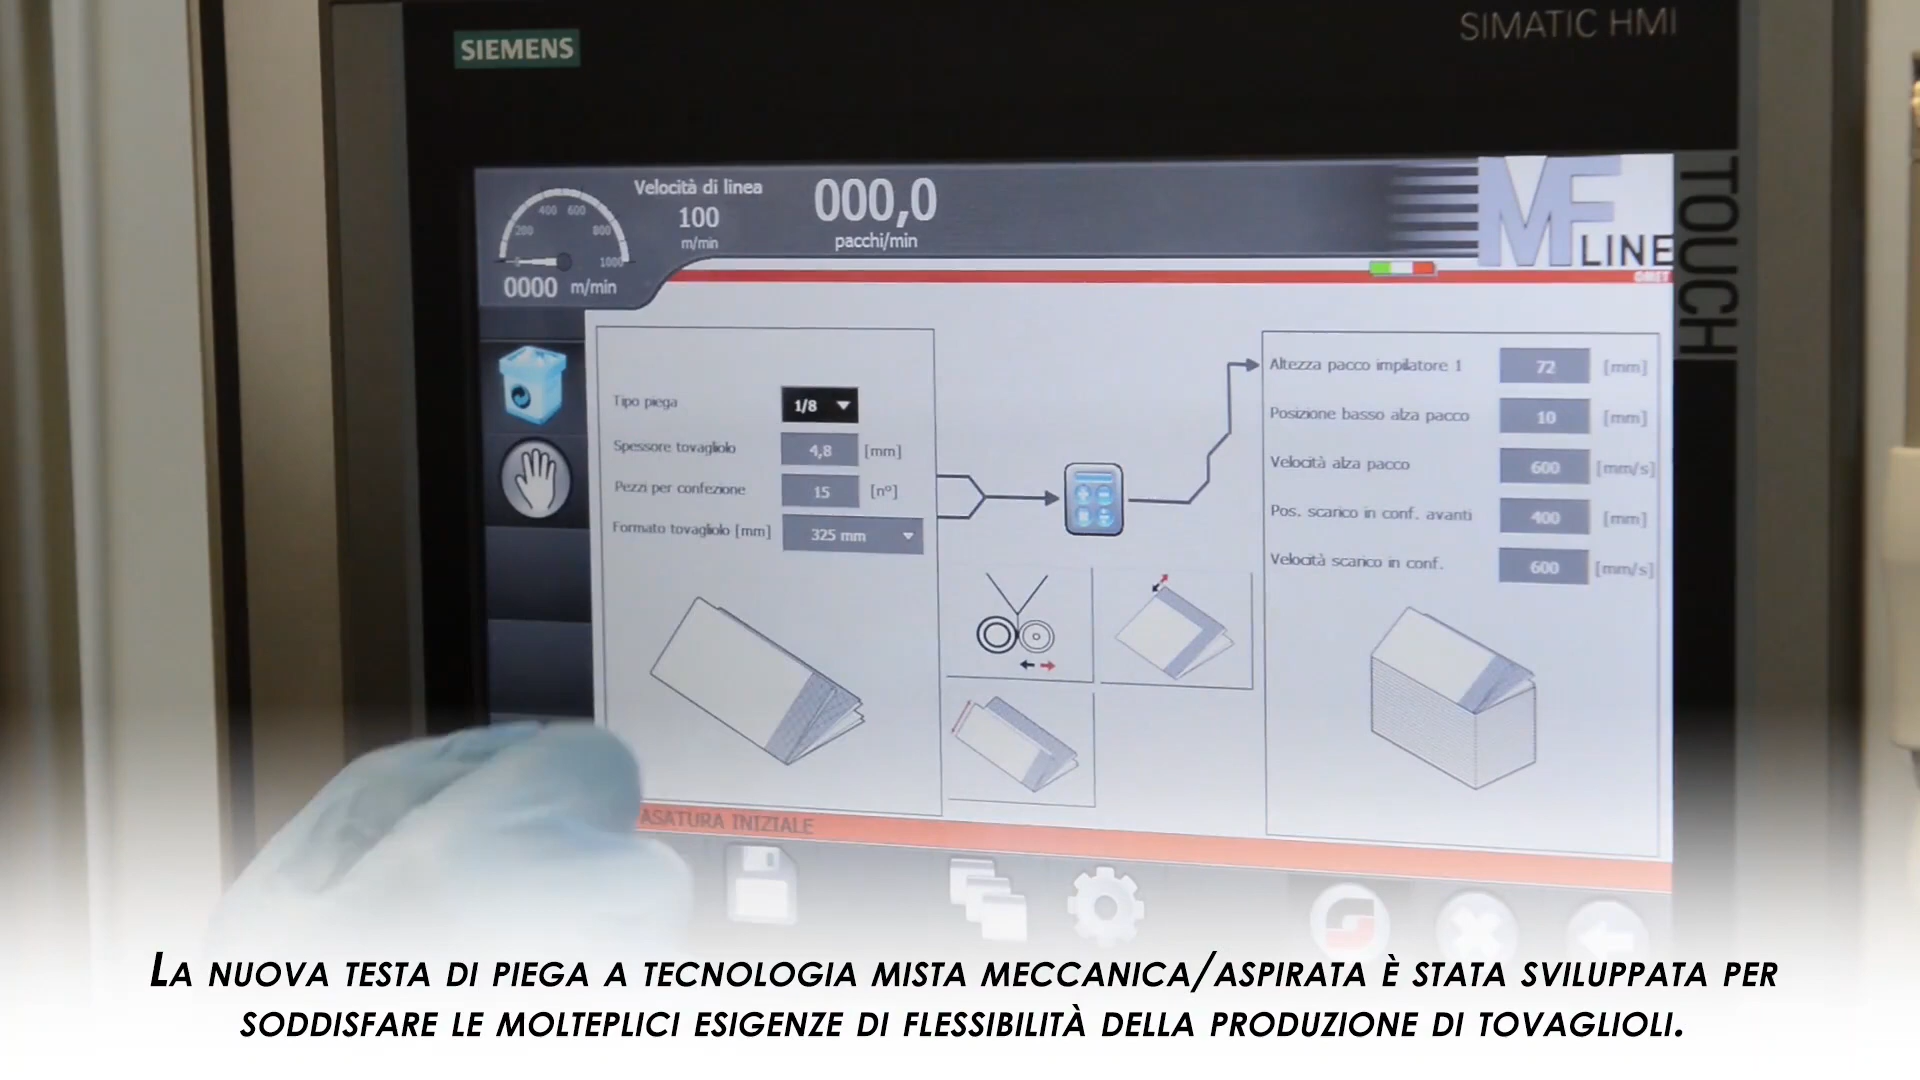 SIEMENS
SIMATIC HMI
TOUCH
Velocità di linea
100
m/min
000,0
pacchi/min
200
400
600
800
1000
0000 m/min
MF
LINE
OMET
Tipo piega 1/8
Spessore tovagliolo 4,8 [mm]
Pezzi per confezione 15 [n°]
Formato tovagliolo [mm] 325 mm
Altezza pacco impilatore 1 72 [mm]
Posizione basso alza pacco 10 [mm]
Velocità alza pacco 600 [mm/s]
Pos. scarico in conf. avanti 400 [mm]
Velocità scarico in conf. 600 [mm/s]
ASATURA INIZIALE
La nuova testa di piega a tecnologia mista meccanica/aspirata è stata sviluppata per
soddisfare le molteplici esigenze di flessibilità della produzione di tovaglioli.